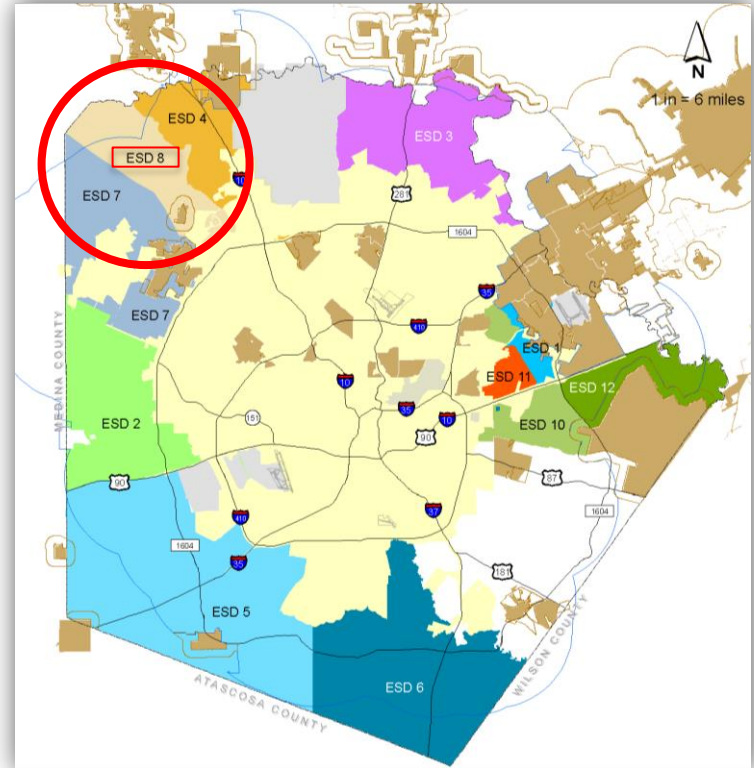 N
1 in = 6 miles
ESD 4
ESD 3
ESD 8
ESD 7
10
281
1604
ESD 7
35
410
ESD 1
ESD 11
ESD 12
10
MEDINA COUNTY
151
35
10
ESD 2
90
ESD 10
90
87
410
37
1604
1604
35
181
ESD 5
ESD 6
WILSON COUNTY
ATASCOSA COUNTY